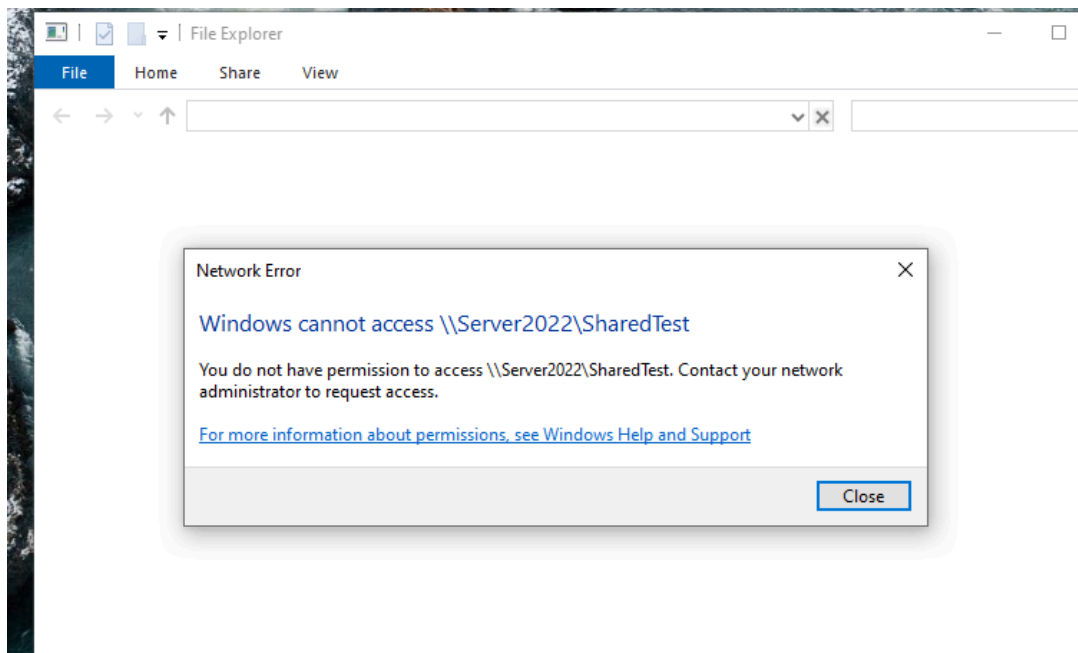 File Explorer
File Home Share View
Network Error
Windows cannot access \\Server2022\SharedTest
You do not have permission to access \\Server2022\SharedTest. Contact your network
administrator to request access.
For more information about permissions, see Windows Help and Support
Close